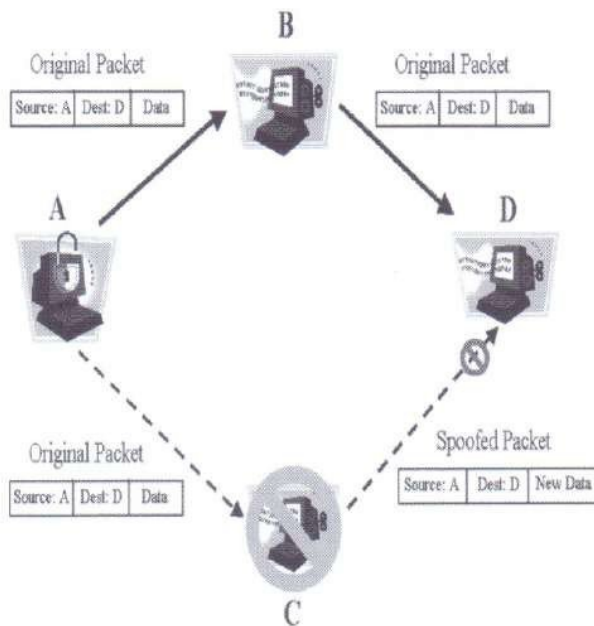 B
Original Packet
Original Packet
Source: A Dest: D Data
Source: A Dest: D Data
A
D
Original Packet
Spoofed Packet
Source: A Dest: D Data
Source: A Dest: D New Data
C